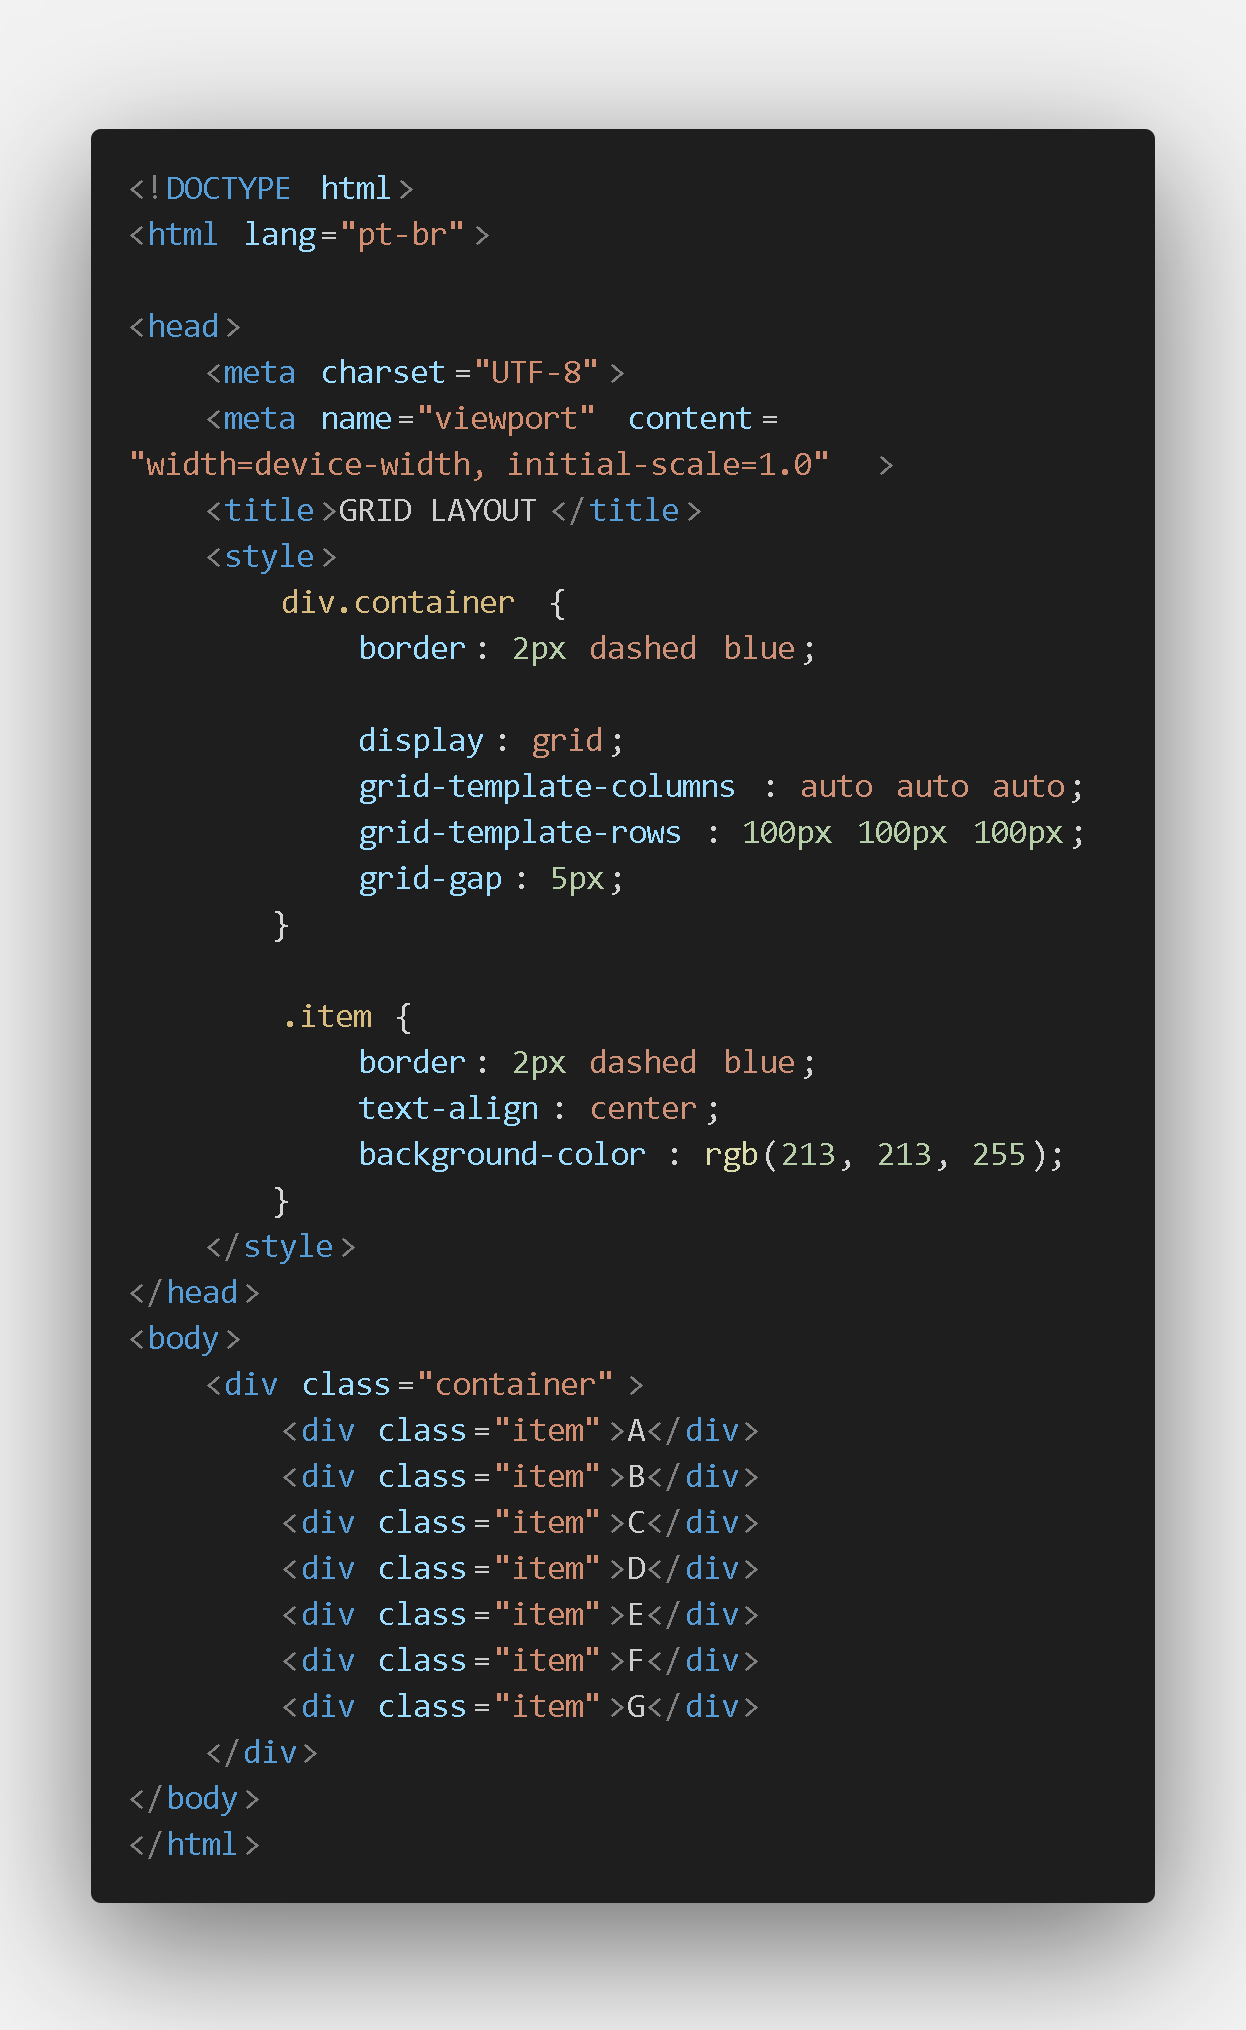 <!DOCTYPE html>
<html lang="pt-br">

<head>
    <meta charset="UTF-8">
    <meta name="viewport" content=
"width=device-width, initial-scale=1.0">
    <title>GRID LAYOUT</title>
    <style>
        div.container {
            border: 2px dashed blue;

            display: grid;
            grid-template-columns: auto auto auto;
            grid-template-rows: 100px 100px 100px;
            grid-gap: 5px;
        }

        .item {
            border: 2px dashed blue;
            text-align: center;
            background-color: rgb(213, 213, 255);
        }
    </style>
</head>
<body>
    <div class="container">
        <div class="item">A</div>
        <div class="item">B</div>
        <div class="item">C</div>
        <div class="item">D</div>
        <div class="item">E</div>
        <div class="item">F</div>
        <div class="item">G</div>
    </div>
</body>
</html>